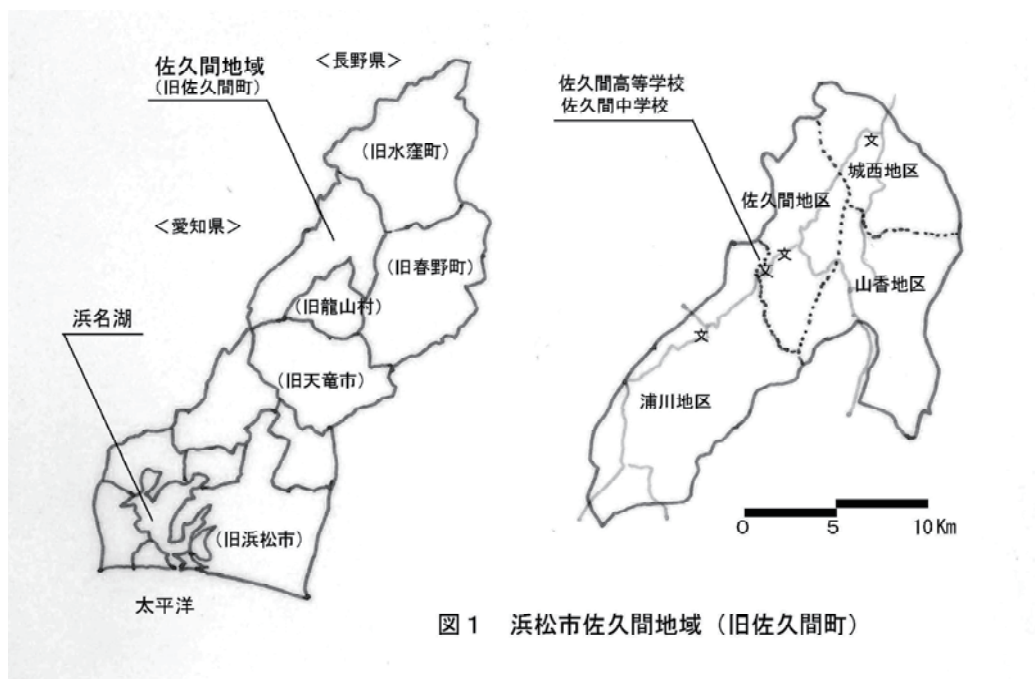 ＜長野県＞
佐久間地域
（旧佐久間町）
（旧水窪町）
＜愛知県＞
（旧春野町）
（旧龍山村）
浜名湖
（旧天竜市）
（旧浜松市）
太平洋
佐久間高等学校
佐久間中学校
文
城西地区
佐久間地区
文
文
山香地区
文
浦川地区
0 5 10 Km
図１　浜松市佐久間地域（旧佐久間町）